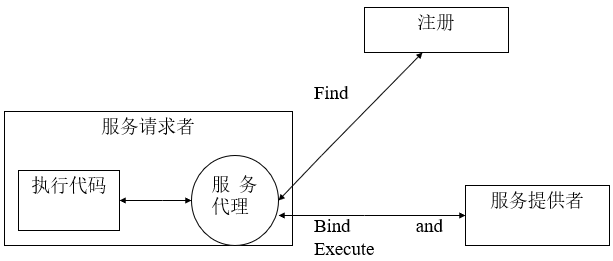 注册
Find
服务请求者
执行代码
服 务
代理
服务提供者
Bind and
Execute